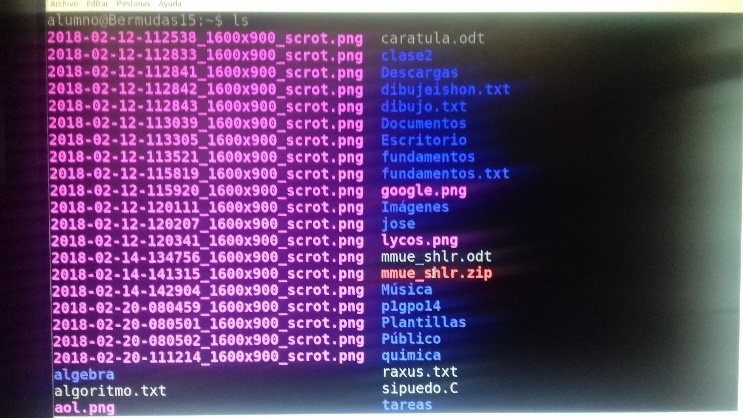 Archivo Editar Pestañas Ayuda
alumno@Bermudas15:~$ ls
2018-02-12-112538_1600x900_scrot.png caratula.odt
2018-02-12-112833_1600x900_scrot.png clase2
2018-02-12-112841_1600x900_scrot.png Descargas
2018-02-12-112842_1600x900_scrot.png dibujeishon.txt
2018-02-12-112843_1600x900_scrot.png dibujo.txt
2018-02-12-113039_1600x900_scrot.png Documentos
2018-02-12-113305_1600x900_scrot.png Escritorio
2018-02-12-113521_1600x900_scrot.png fundamentos
2018-02-12-115819_1600x900_scrot.png fundamentos.txt
2018-02-12-115920_1600x900_scrot.png google.png
2018-02-12-120111_1600x900_scrot.png Imágenes
2018-02-12-120207_1600x900_scrot.png jose
2018-02-12-120341_1600x900_scrot.png lycos.png
2018-02-14-134756_1600x900_scrot.png mmue_shlr.odt
2018-02-14-141315_1600x900_scrot.png mmue_shlr.zip
2018-02-14-142904_1600x900_scrot.png Música
2018-02-20-080459_1600x900_scrot.png p1gpo14
2018-02-20-080501_1600x900_scrot.png Plantillas
2018-02-20-080502_1600x900_scrot.png Público
2018-02-20-111214_1600x900_scrot.png quimica
algebra raxus.txt
algoritmo.txt sipuedo.C
aol.png tareas